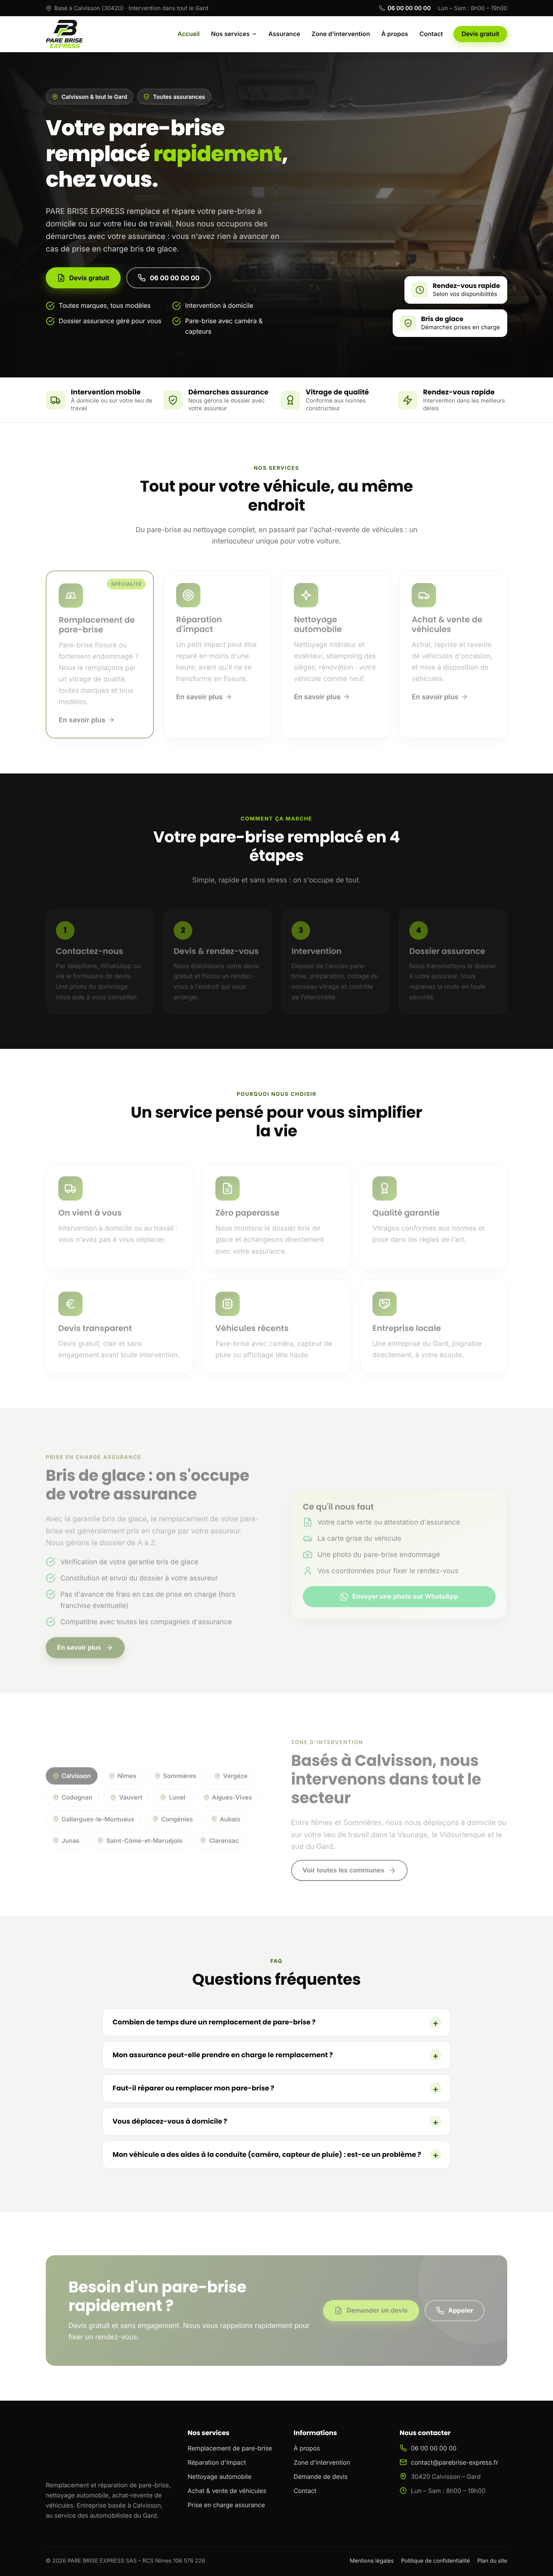 Basé à Calvisson (30420) · Intervention dans tout le Gard
06 00 00 00 00 · Lun – Sam : 8h00 – 19h00
PARE BRISE
EXPRESS
Accueil Nos services Assurance Zone d'intervention À propos Contact Devis gratuit
Calvisson & tout le Gard Toutes assurances
Votre pare-brise
remplacé rapidement,
chez vous.
PARE BRISE EXPRESS remplace et répare votre pare-brise à
domicile ou sur votre lieu de travail. Nous nous occupons des
démarches avec votre assurance : vous n'avez rien à avancer en
cas de prise en charge bris de glace.
Devis gratuit 06 00 00 00 00
Toutes marques, tous modèles Intervention à domicile
Dossier assurance géré pour vous Pare-brise avec caméra &
capteurs
Rendez-vous rapide
Selon vos disponibilités
Bris de glace
Démarches prises en charge
Intervention mobile
À domicile ou sur votre lieu de
travail
Démarches assurance
Nous gérons le dossier avec
votre assureur
Vitrage de qualité
Conforme aux normes
constructeur
Rendez-vous rapide
Intervention dans les meilleurs
délais
NOS SERVICES
Tout pour votre véhicule, au même
endroit
Du pare-brise au nettoyage complet, en passant par l'achat-revente de véhicules : un
interlocuteur unique pour votre voiture.
SPÉCIALITÉ
Remplacement de
pare-brise
Pare-brise fissuré ou
fortement endommagé ?
Nous le remplaçons par
un vitrage de qualité,
toutes marques et tous
modèles.
En savoir plus
Réparation
d'impact
Un petit impact peut être
réparé en moins d'une
heure, avant qu'il ne se
transforme en fissure.
En savoir plus
Nettoyage
automobile
Nettoyage intérieur et
extérieur, shampoing des
sièges, rénovation : votre
véhicule comme neuf.
En savoir plus
Achat & vente de
véhicules
Achat, reprise et revente
de véhicules d'occasion,
et mise à disposition de
véhicules.
En savoir plus
COMMENT ÇA MARCHE
Votre pare-brise remplacé en 4
étapes
Simple, rapide et sans stress : on s'occupe de tout.
1
Contactez-nous
Par téléphone, WhatsApp ou
via le formulaire de devis.
Une photo du dommage
nous aide à vous conseiller.
2
Devis & rendez-vous
Nous établissons votre devis
gratuit et fixons un rendez-
vous à l'endroit qui vous
arrange.
3
Intervention
Dépose de l'ancien pare-
brise, préparation, collage du
nouveau vitrage et contrôle
de l'étanchéité.
4
Dossier assurance
Nous transmettons le dossier
à votre assureur. Vous
reprenez la route en toute
sécurité.
POURQUOI NOUS CHOISIR
Un service pensé pour vous simplifier
la vie
On vient à vous
Intervention à domicile ou au travail :
vous n'avez pas à vous déplacer.
Zéro paperasse
Nous montons le dossier bris de
glace et échangeons directement
avec votre assurance.
Qualité garantie
Vitrages conformes aux normes et
pose dans les règles de l'art.
Devis transparent
Devis gratuit, clair et sans
engagement avant toute intervention.
Véhicules récents
Pare-brise avec caméra, capteur de
pluie ou affichage tête haute.
Entreprise locale
Une entreprise du Gard, joignable
directement, à votre écoute.
PRISE EN CHARGE ASSURANCE
Bris de glace : on s'occupe
de votre assurance
Avec la garantie bris de glace, le remplacement de votre pare-
brise est généralement pris en charge par votre assureur.
Nous gérons le dossier de A à Z.
Vérification de votre garantie bris de glace
Constitution et envoi du dossier à votre assureur
Pas d'avance de frais en cas de prise en charge (hors
franchise éventuelle)
Compatible avec toutes les compagnies d'assurance
En savoir plus
Ce qu'il nous faut
Votre carte verte ou attestation d'assurance
La carte grise du véhicule
Une photo du pare-brise endommagé
Vos coordonnées pour fixer le rendez-vous
Envoyer une photo sur WhatsApp
Calvisson Nîmes Sommières Vergèze
Codognan Vauvert Lunel Aigues-Vives
Gallargues-le-Montueux Congénies Aubais
Junas Saint-Côme-et-Maruéjols Clarensac
ZONE D'INTERVENTION
Basés à Calvisson, nous
intervenons dans tout le
secteur
Entre Nîmes et Sommières, nous nous déplaçons à domicile ou
sur votre lieu de travail dans la Vaunage, la Vidourlenque et le
sud du Gard.
Voir toutes les communes
FAQ
Questions fréquentes
Combien de temps dure un remplacement de pare-brise ? +
Mon assurance peut-elle prendre en charge le remplacement ? +
Faut-il réparer ou remplacer mon pare-brise ? +
Vous déplacez-vous à domicile ? +
Mon véhicule a des aides à la conduite (caméra, capteur de pluie) : est-ce un problème ? +
Besoin d'un pare-brise
rapidement ?
Devis gratuit et sans engagement. Nous vous rappelons rapidement pour
fixer un rendez-vous.
Demander un devis Appeler
Remplacement et réparation de pare-brise,
nettoyage automobile, achat-revente de
véhicules. Entreprise basée à Calvisson,
au service des automobilistes du Gard.
Nos services
Remplacement de pare-brise
Réparation d'impact
Nettoyage automobile
Achat & vente de véhicules
Prise en charge assurance
Informations
À propos
Zone d'intervention
Demande de devis
Contact
Nous contacter
06 00 00 00 00
contact@parebrise-express.fr
30420 Calvisson – Gard
Lun – Sam : 8h00 – 19h00
© 2026 PARE BRISE EXPRESS SAS – RCS Nîmes 106 576 226
Mentions légales Politique de confidentialité Plan du site